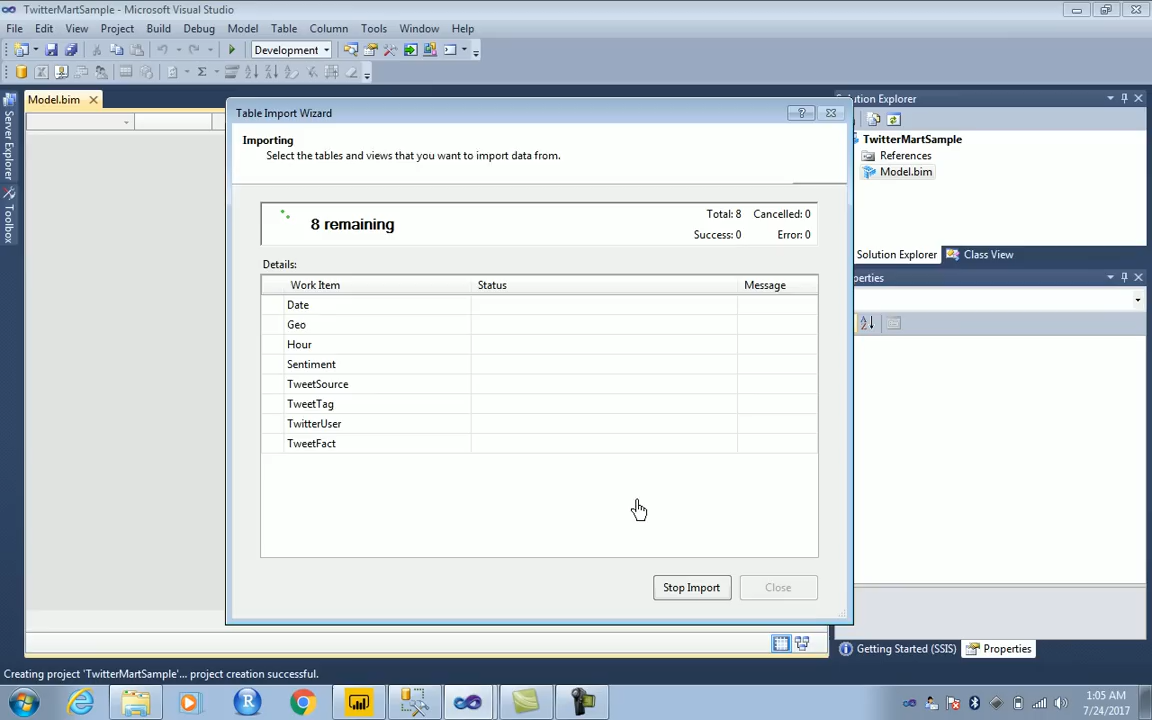 TwitterMartSample - Microsoft Visual Studio
File Edit View Project Build Debug Model Table Import Column Tools Window Help
Development
Model.bim
Server Explorer
Toolbox
Table Import Wizard
Importing
Select the tables and views that you want to import data from.
8 remaining
Total: 8 Cancelled: 0
Success: 0 Error: 0
Details:
Work Item Status Message
Date
Geo
Hour
Sentiment
TweetSource
TweetTag
TwitterUser
TweetFact
Stop Import Close
Solution Explorer
TwitterMartSample
References
Model.bim
Solution Explorer Class View
perties
Getting Started (SSIS) Properties
Creating project 'TwitterMartSample'... project creation successful.
1:05 AM
7/24/2017